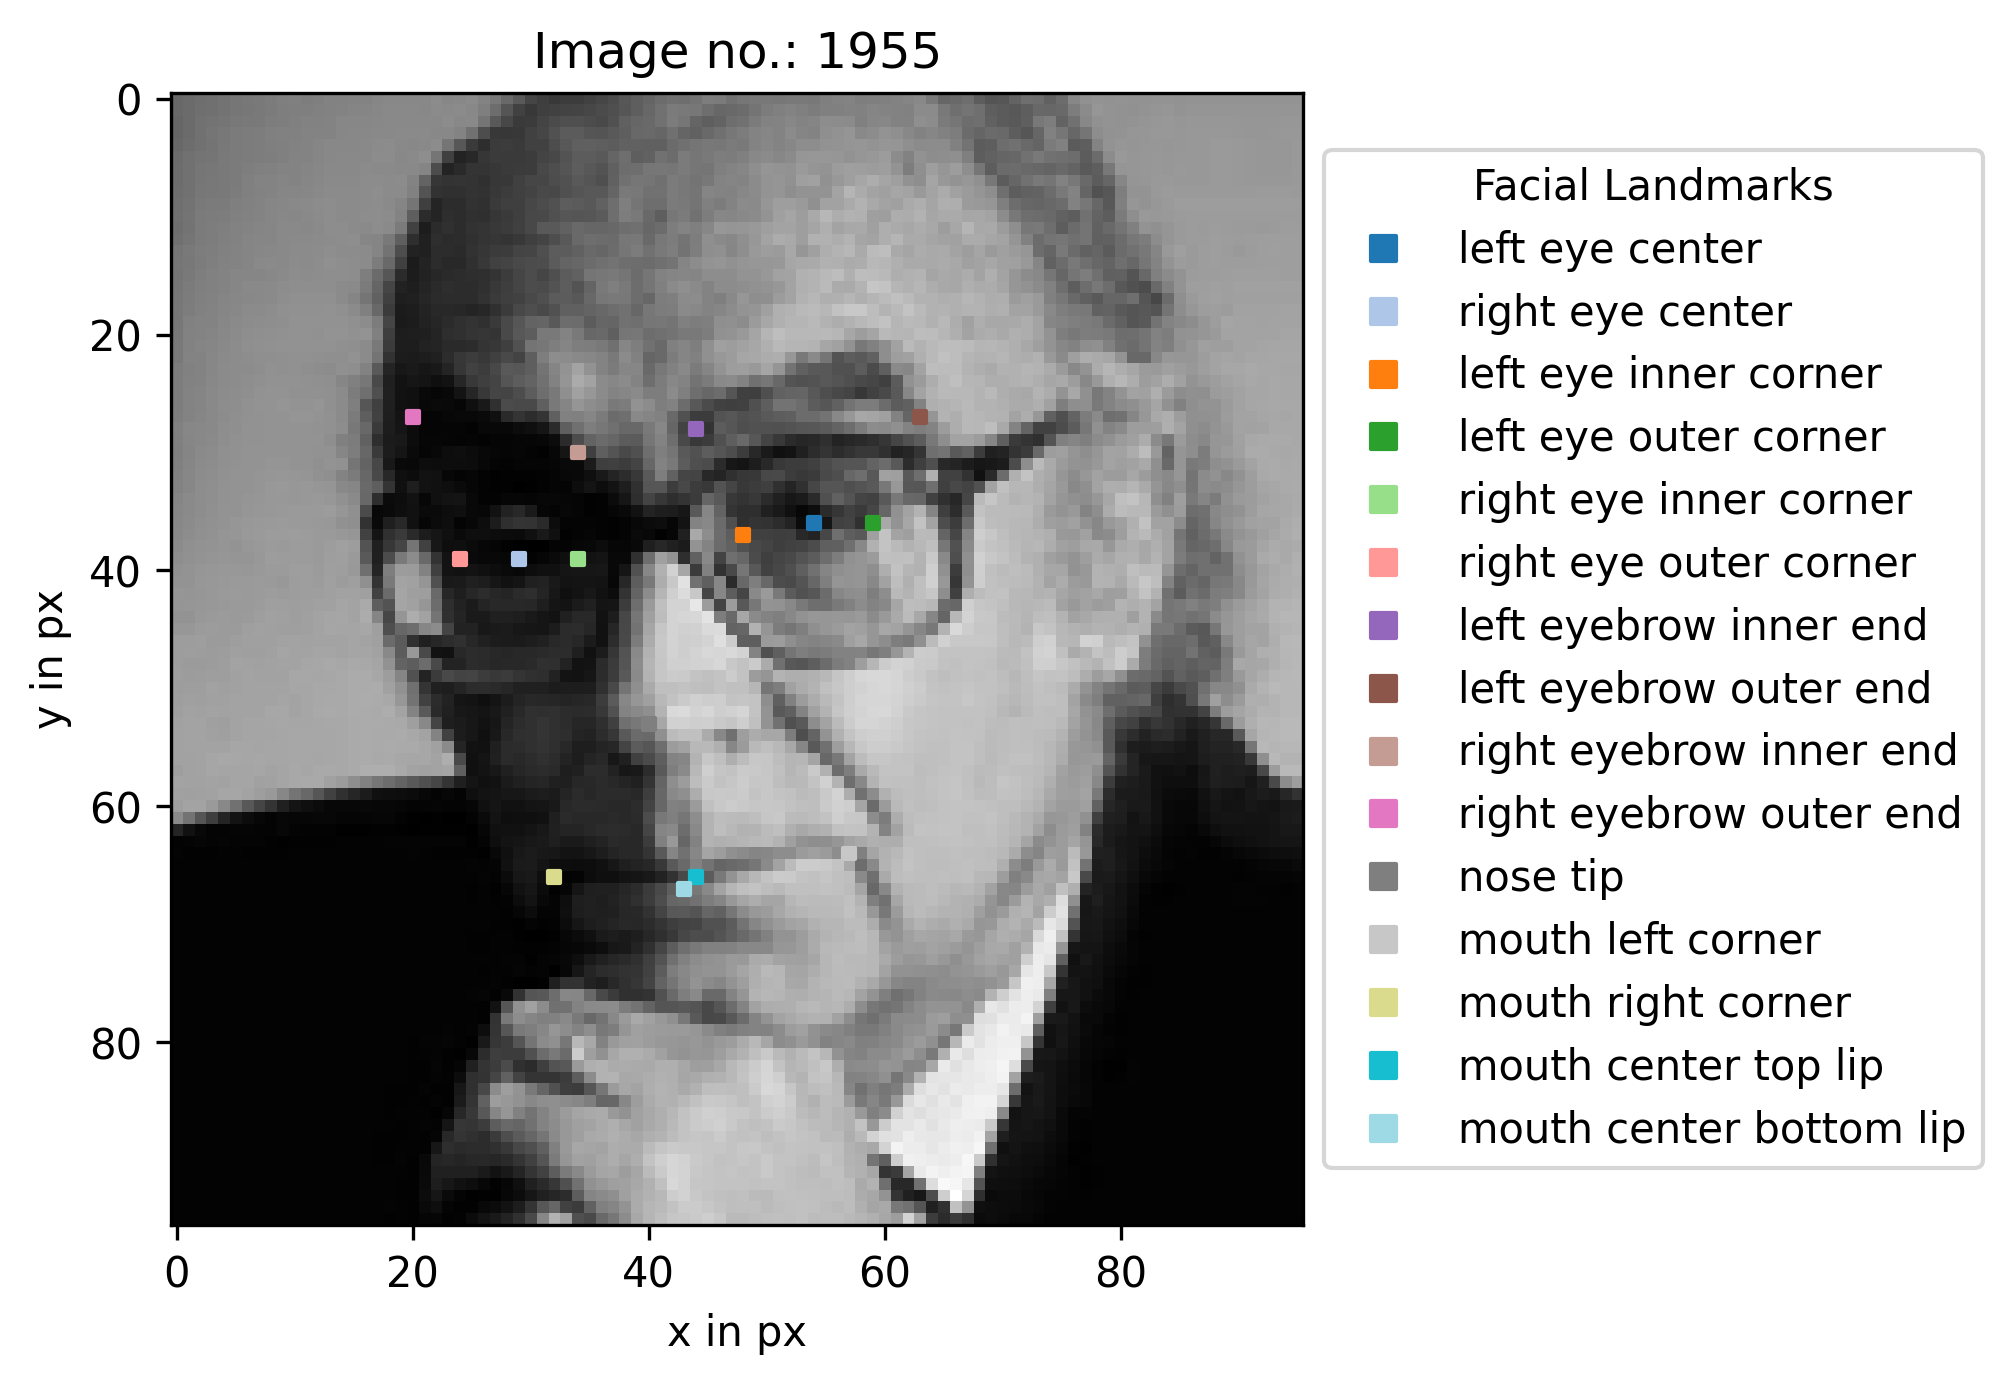 Image no.: 1955
0
20
40
60
80
y in px
0 20 40 60 80
x in px
Facial Landmarks
left eye center
right eye center
left eye inner corner
left eye outer corner
right eye inner corner
right eye outer corner
left eyebrow inner end
left eyebrow outer end
right eyebrow inner end
right eyebrow outer end
nose tip
mouth left corner
mouth right corner
mouth center top lip
mouth center bottom lip